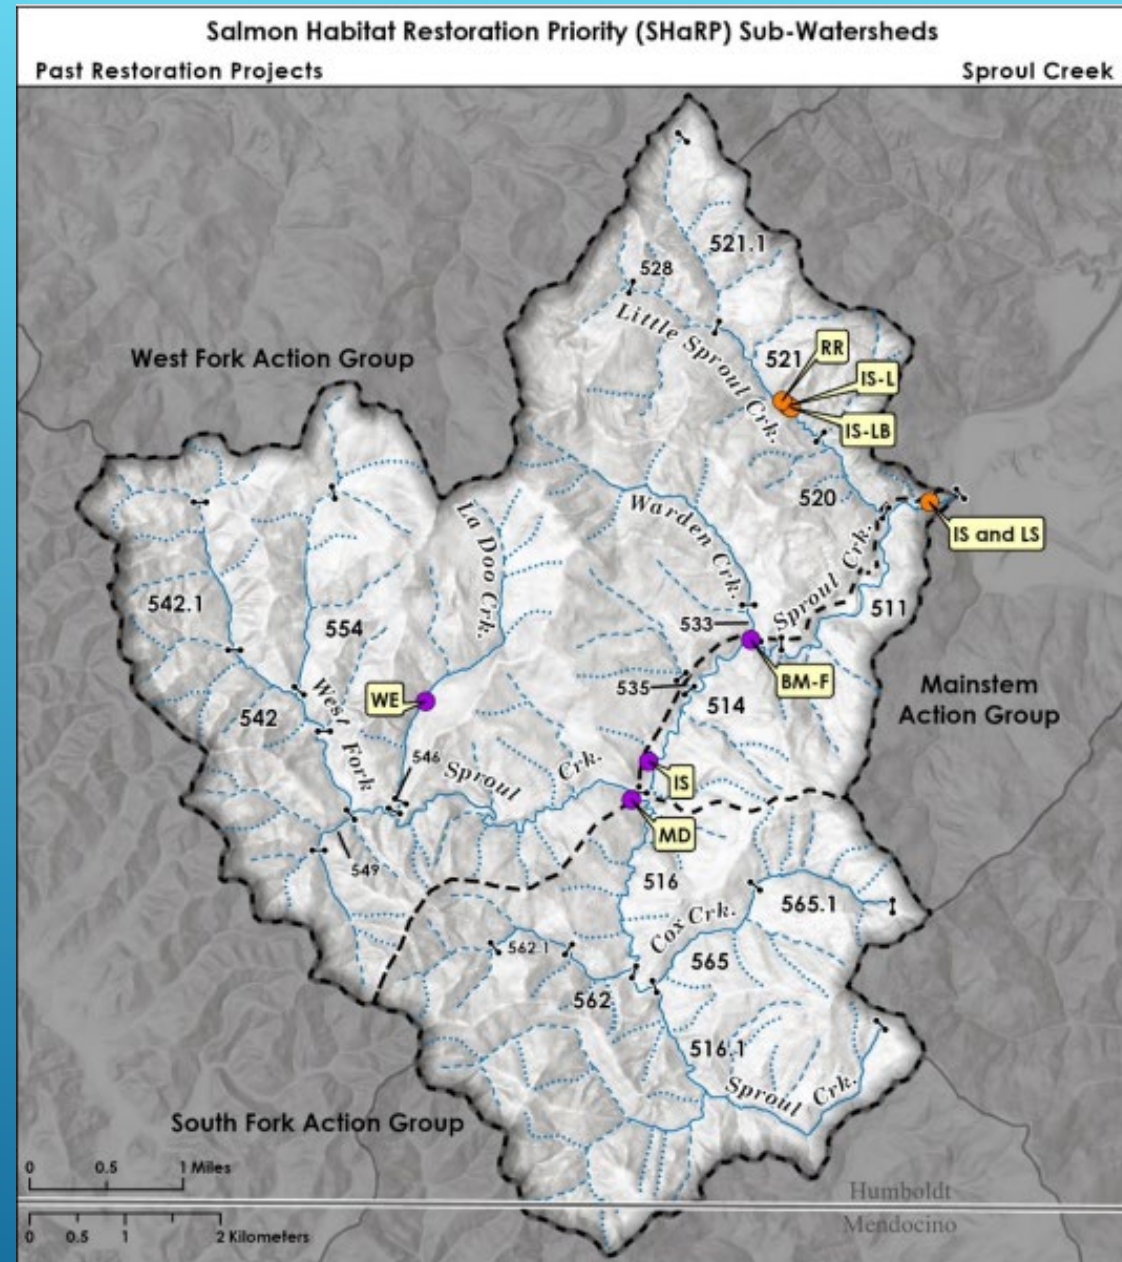 Salmon Habitat Restoration Priority (SHaRP) Sub-Watersheds
Past Restoration Projects
Sproul Creek
521.1
528
Little Sproul Crk.
West Fork Action Group
521
RR
IS-L
IS-LB
520
IS and LS
Warden Crk.
La Doo Crk.
Sproul Crk.
511
542.1
554
533
BM-F
535
514
Mainstem
Action Group
WE
542
West Fork
546
Sproul Crk.
IS
MD
549
516
Cox Crk.
565.1
562.1
565
562
516.1
Sproul Crk.
South Fork Action Group
0 0.5 1 Miles
Humboldt
Mendocino
0 0.5 1 2 Kilometers